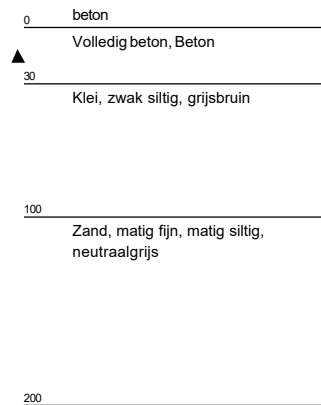 0 beton
Volledig beton, Beton
30
Klei, zwak siltig, grijsbruin
100
Zand, matig fijn, matig siltig,
neutraalgrijs
200